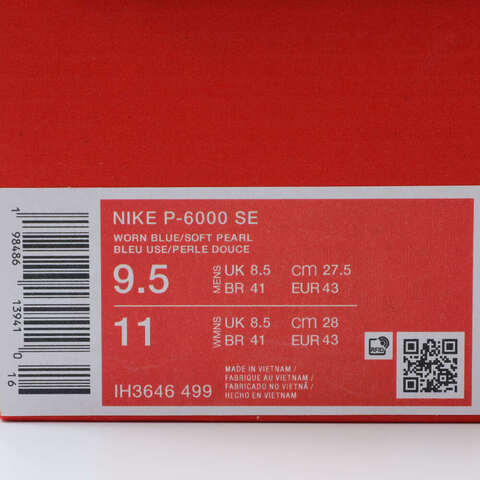 NIKE P-6000 SE
WORN BLUE/SOFT PEARL
BLEU USE/PERLE DOUCE
9.5 MENS UK 8.5 CM 27.5
BR 41 EUR 43
11 WMNS UK 8.5 CM 28
BR 41 EUR 43
IH3646 499
MADE IN VIETNAM /
FABRIQUE AU VIETNAM /
FABRICADO NO VIETNÃ /
HECHO EN VIETNAM
1 98486 13941 0 16